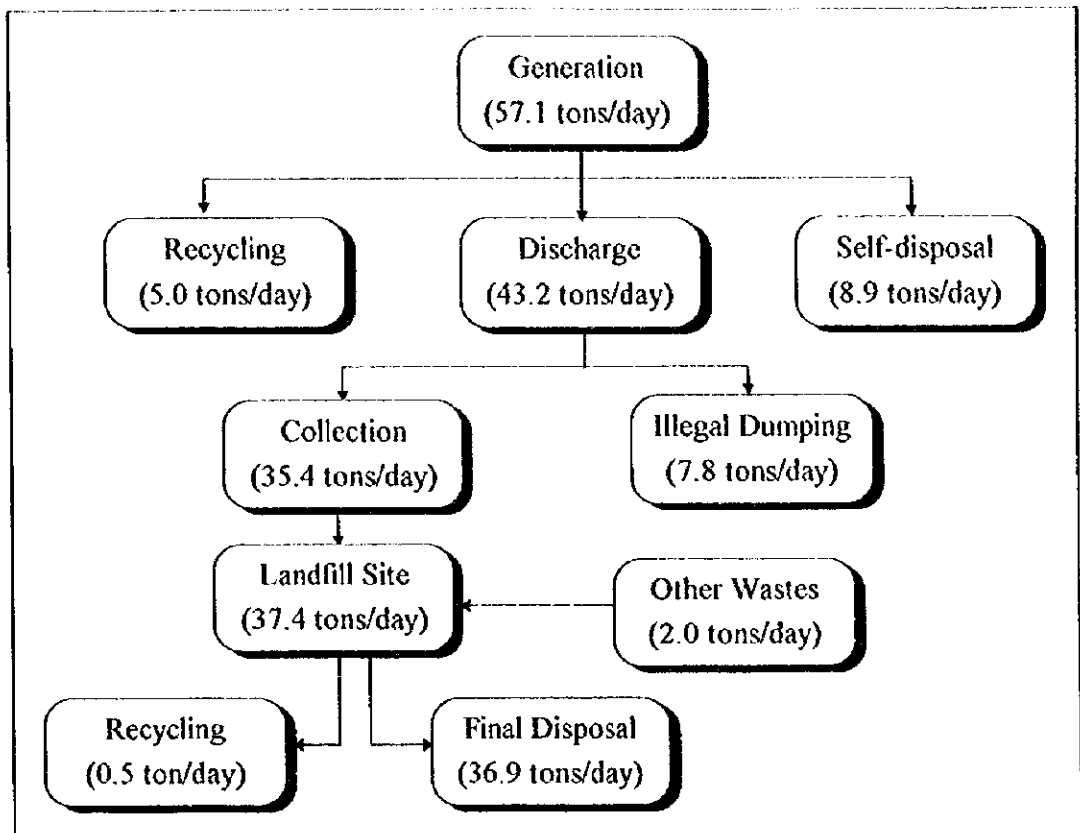 Generation
(57.1 tons/day)
Recycling
(5.0 tons/day)
Discharge
(43.2 tons/day)
Self-disposal
(8.9 tons/day)
Collection
(35.4 tons/day)
Illegal Dumping
(7.8 tons/day)
Landfill Site
(37.4 tons/day)
Other Wastes
(2.0 tons/day)
Recycling
(0.5 ton/day)
Final Disposal
(36.9 tons/day)